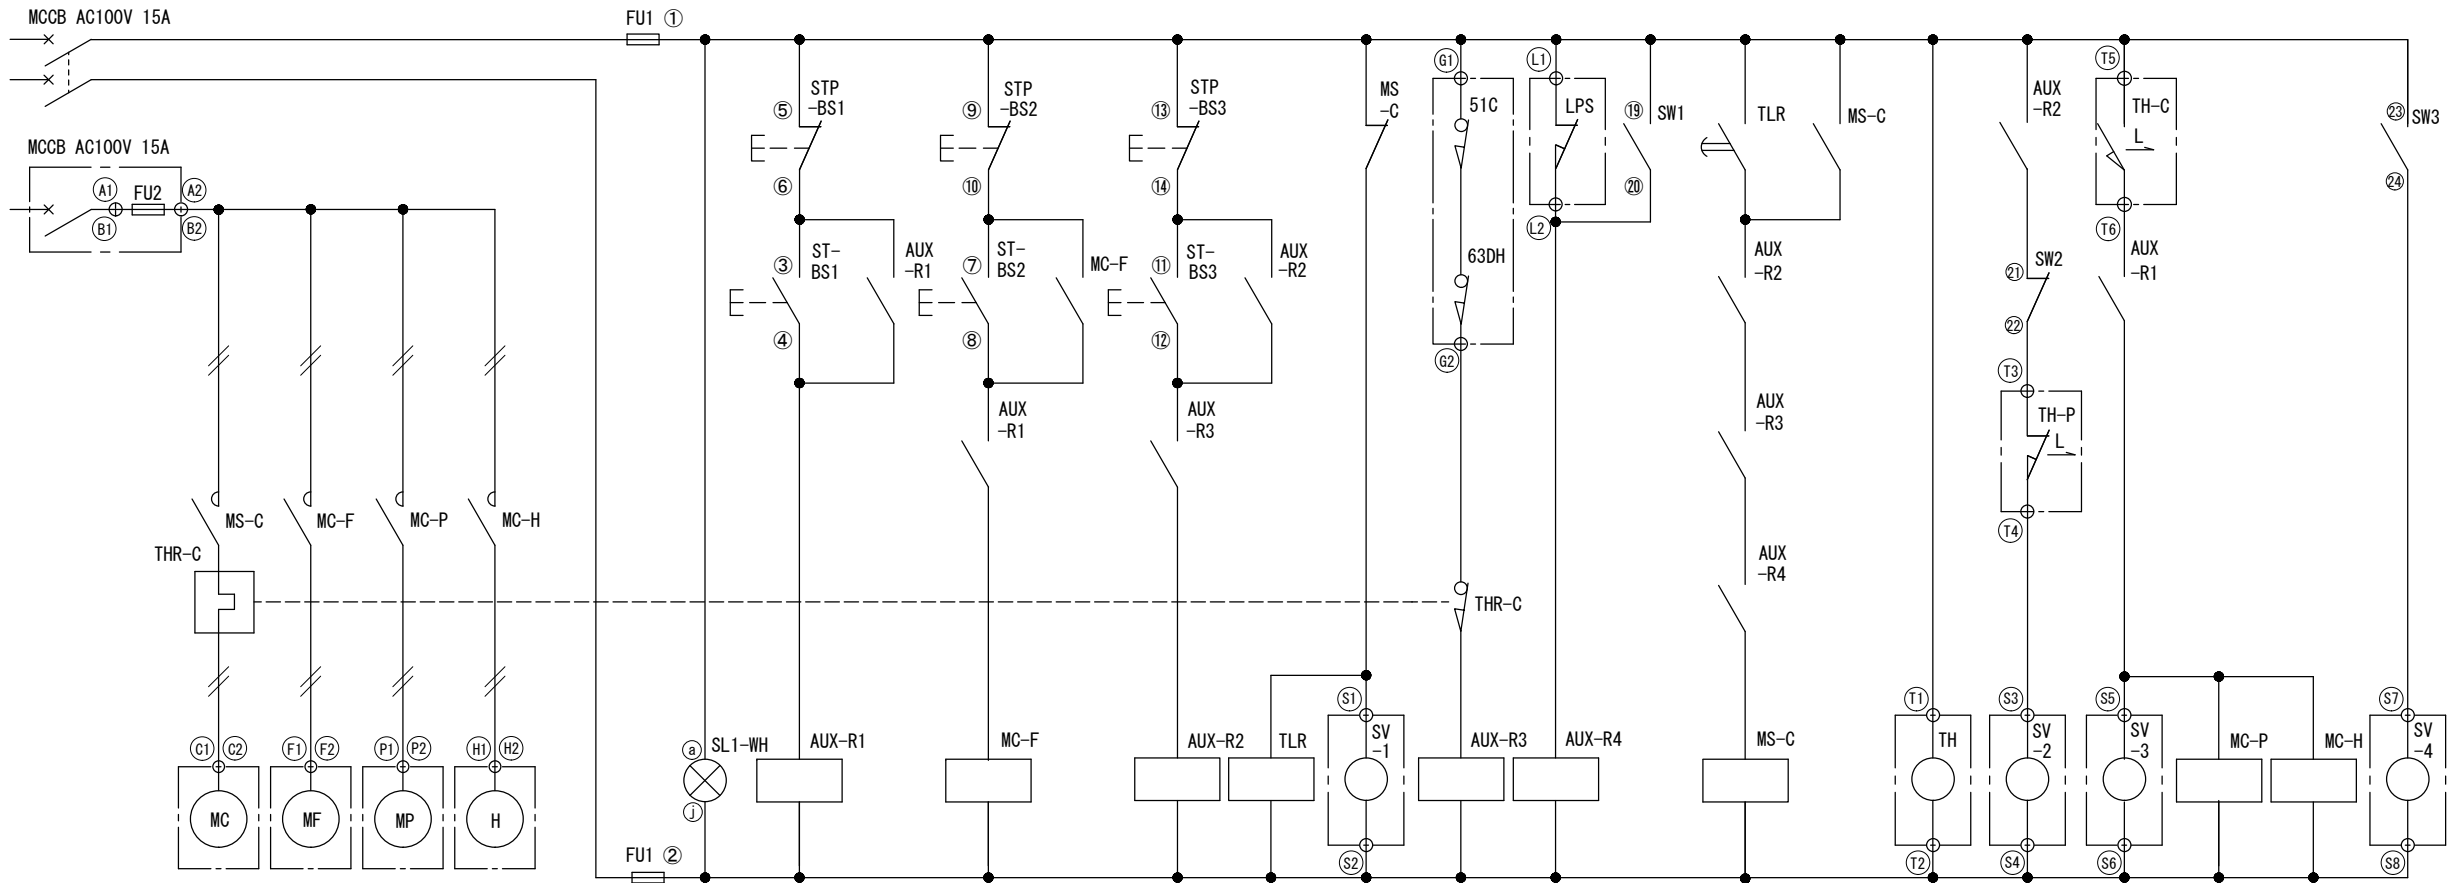 MCCB AC100V 15A
FU1 ①
MCCB AC100V 15A
A1
FU2
A2
B1
B2
STP
-BS1
⑤
⑥
ST-
BS1
③
④
AUX
-R1
STP
-BS2
⑨
⑩
ST-
BS2
⑦
⑧
MC-F
AUX
-R1
STP
-BS3
⑬
⑭
ST-
BS3
⑪
⑫
AUX
-R2
AUX
-R3
MS
-C
G1
51C
63DH
G2
THR-C
L1
LPS
L2
⑲
SW1
⑳
TLR
MS-C
AUX
-R2
AUX
-R3
AUX
-R4
AUX
-R2
㉑
SW2
㉒
T3
TH-P
L
T4
T5
TH-C
L
T6
AUX
-R1
㉓
SW3
㉔
MS-C
MC-F
MC-P
MC-H
THR-C
C1
C2
F1
F2
P1
P2
H1
H2
MC
MF
MP
H
ⓐ
SL1-WH
ⓙ
AUX-R1
MC-F
AUX-R2
TLR
S1
SV
-1
S2
AUX-R3
AUX-R4
MS-C
T1
TH
T2
S3
SV
-2
S4
S5
SV
-3
S6
MC-P
MC-H
S7
SV
-4
S8
FU1 ②